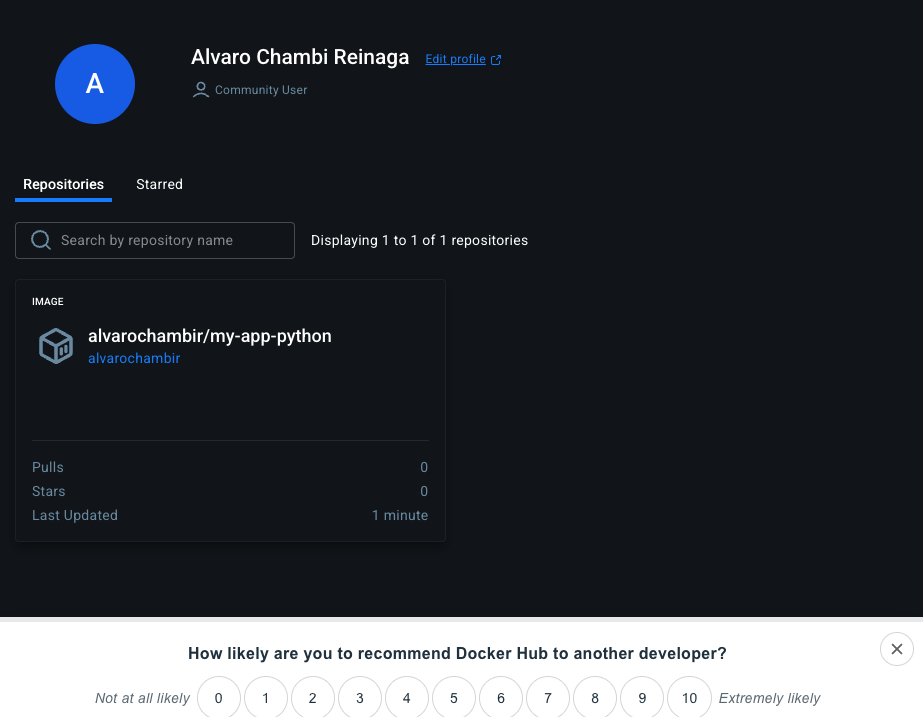 A
Alvaro Chambi Reinaga Edit profile
Community User
Repositories Starred
Search by repository name Displaying 1 to 1 of 1 repositories
IMAGE
alvarochambir/my-app-python
alvarochambir
Pulls 0
Stars 0
Last Updated 1 minute
How likely are you to recommend Docker Hub to another developer?
Not at all likely 0 1 2 3 4 5 6 7 8 9 10 Extremely likely